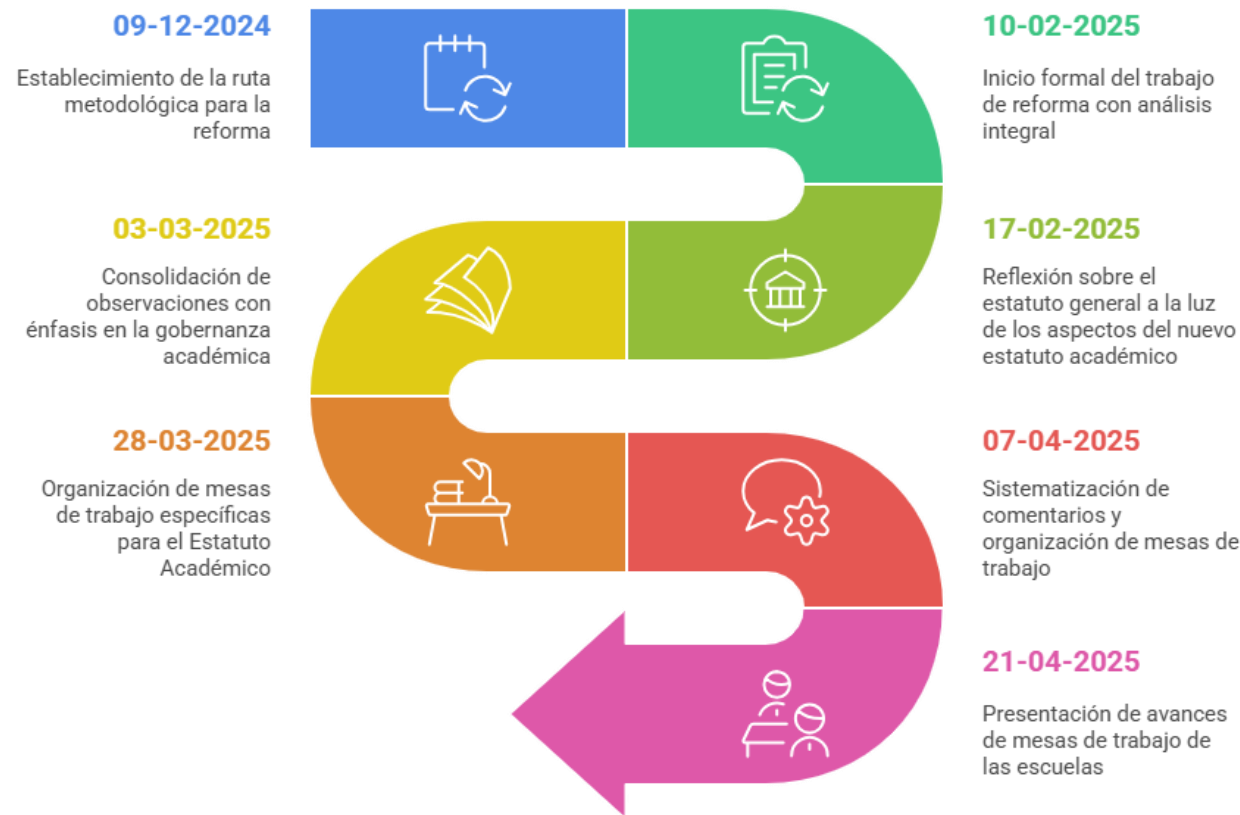 09-12-2024
Establecimiento de la ruta
metodológica para la
reforma
10-02-2025
Inicio formal del trabajo
de reforma con análisis
integral
17-02-2025
Reflexión sobre el
estatuto general a la luz
de los aspectos del nuevo
estatuto académico
03-03-2025
Consolidación de
observaciones con
énfasis en la gobernanza
académica
28-03-2025
Organización de mesas
de trabajo específicas
para el Estatuto
Académico
07-04-2025
Sistematización de
comentarios y
organización de mesas de
trabajo
21-04-2025
Presentación de avances
de mesas de trabajo de
las escuelas